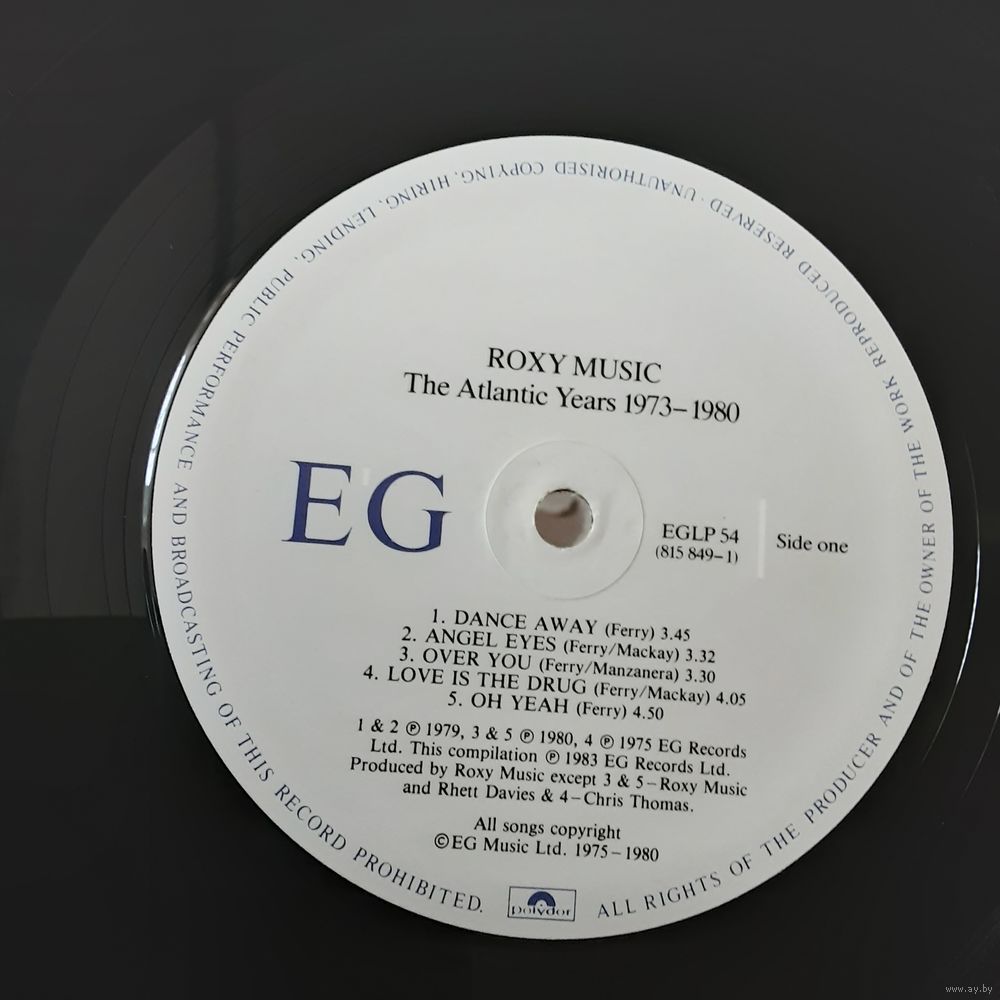 ROXY MUSIC
The Atlantic Years 1973–1980
EG
EGLP 54
(815 849–1)
Side one
1. DANCE AWAY (Ferry) 3.45
2. ANGEL EYES (Ferry/Mackay) 3.32
3. OVER YOU (Ferry/Manzanera) 3.30
4. LOVE IS THE DRUG (Ferry/Mackay) 4.05
5. OH YEAH (Ferry) 4.50
1 & 2 ℗ 1979, 3 & 5 ℗ 1980, 4 ℗ 1975 EG Records
Ltd. This compilation ℗ 1983 EG Records Ltd.
Produced by Roxy Music except 3 & 5–Roxy Music
and Rhett Davies & 4–Chris Thomas.
All songs copyright
©EG Music Ltd. 1975–1980
polydor
ALL RIGHTS OF THE PRODUCER AND OF THE OWNER OF THE WORK REPRODUCED RESERVED · UNAUTHORISED COPYING, HIRING, LENDING, PUBLIC PERFORMANCE AND BROADCASTING OF THIS RECORD PROHIBITED.
www.ay.by